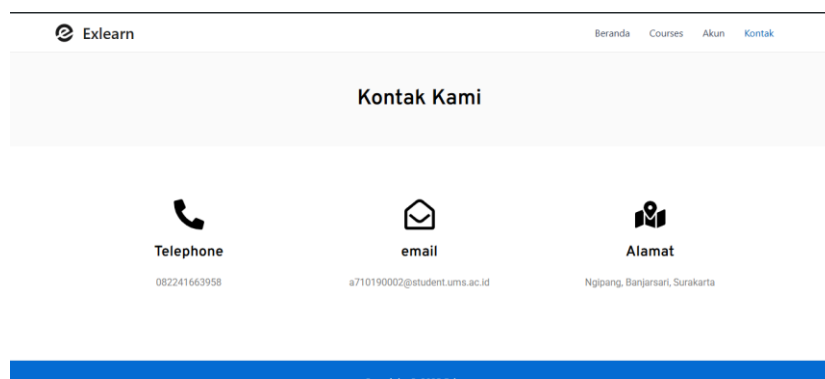 Exlearn
Beranda Courses Akun Kontak
Kontak Kami
Telephone email Alamat
082241663958 a710190002@student.ums.ac.id Ngipang, Banjarsari, Surakarta